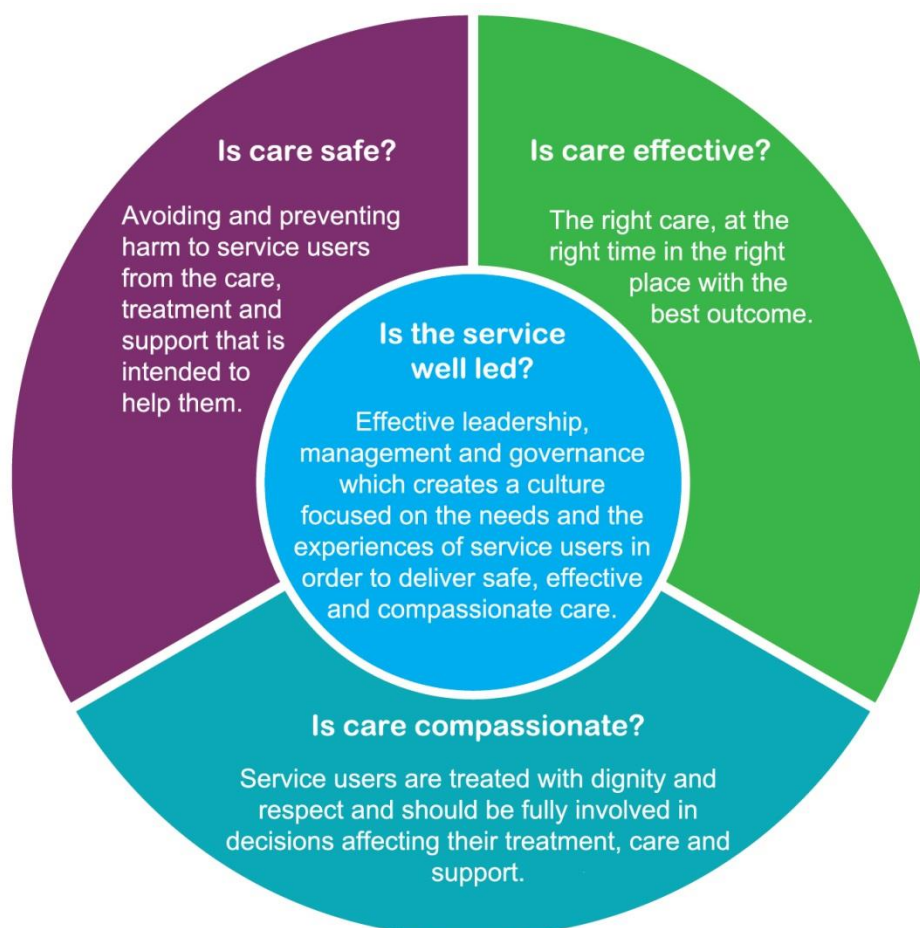 Is care safe?
Avoiding and preventing
harm to service users
from the care,
treatment and
support that is
intended to
help them.
Is care effective?
The right care, at the
right time in the right
place with the
best outcome.
Is the service
well led?
Effective leadership,
management and governance
which creates a culture
focused on the needs and the
experiences of service users in
order to deliver safe, effective
and compassionate care.
Is care compassionate?
Service users are treated with dignity and
respect and should be fully involved in
decisions affecting their treatment, care and
support.